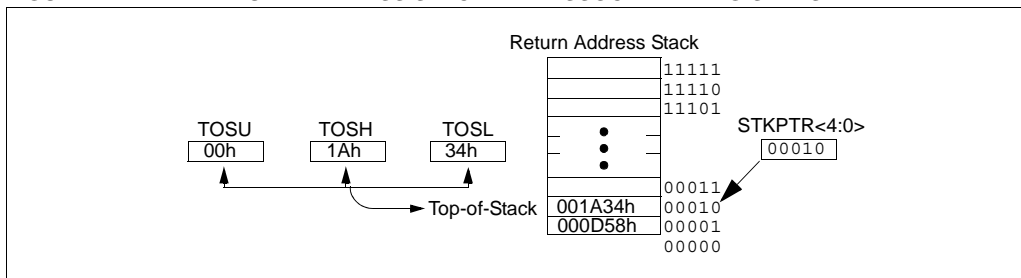 Return Address Stack
11111
11110
11101
TOSU TOSH TOSL STKPTR<4:0>
00h 1Ah 34h 00010
00011
Top-of-Stack 001A34h 00010
000D58h 00001
00000